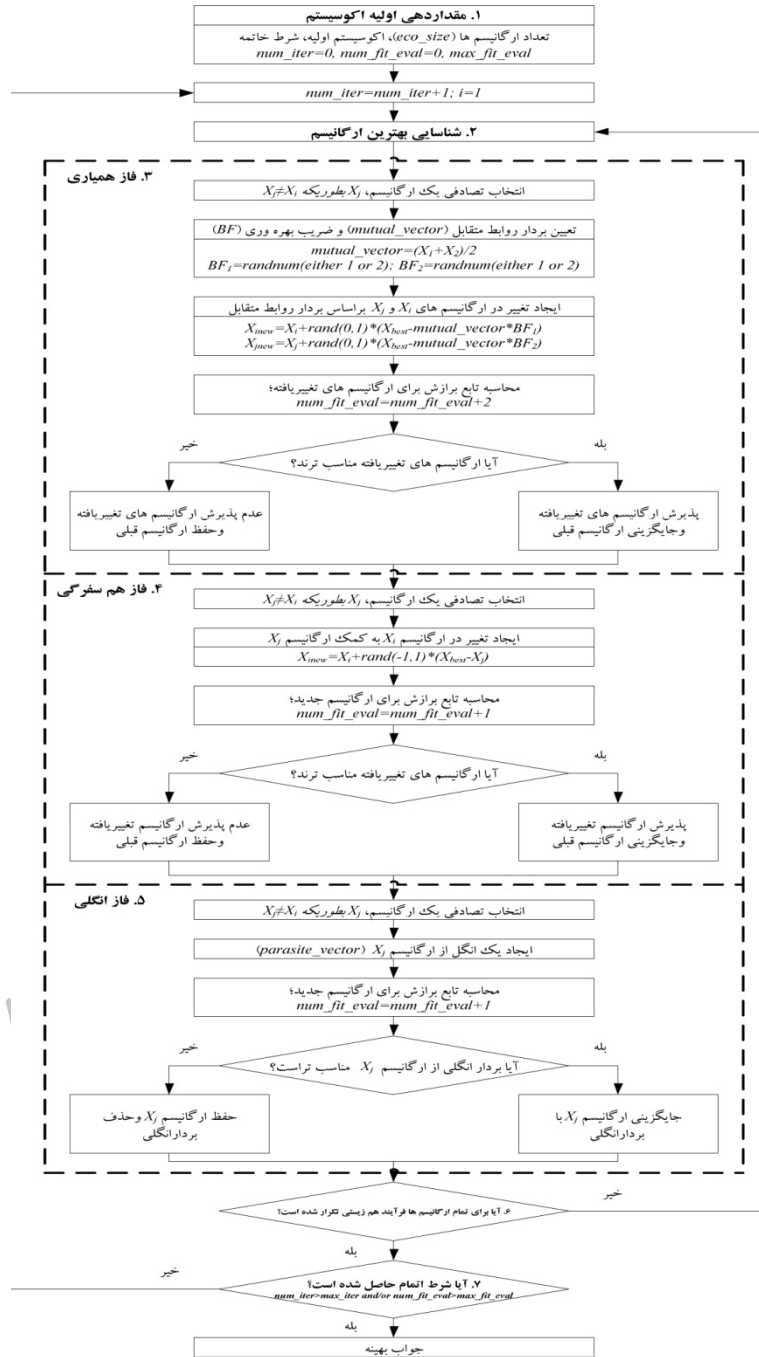 ۱. مقداردهی اولیه اکوسیستم
تعداد ارگانیسم ها (eco_size)، اکوسیستم اولیه، شرط خاتمه
num_iter=0, num_fit_eval=0, max_fit_eval
num_iter=num_iter+1; i=1
۲. شناسایی بهترین ارگانیسم
۳. فاز همیاری
انتخاب تصادفی یک ارگانیسم، Xj بطوریکه Xj≠Xi
تعیین بردار روابط متقابل (mutual_vector) و ضریب بهره وری (BF)
mutual_vector=(X1+X2)/2
BF1=randnum(either 1 or 2); BF2=randnum(either 1 or 2)
ایجاد تغییر در ارگانیسم های Xi و Xj براساس بردار روابط متقابل
Xinew=Xi+rand(0,1)*(Xbest-mutual_vector*BF1)
Xjnew=Xj+rand(0,1)*(Xbest-mutual_vector*BF2)
محاسبه تابع برازش برای ارگانیسم های تغییریافته؛
num_fit_eval=num_fit_eval+2
خیر
بله
آیا ارگانیسم های تغییریافته مناسب ترند؟
پذیرش ارگانیسم های تغییریافته
وجایگزینی ارگانیسم قبلی
عدم پذیرش ارگانیسم های تغییریافته
وحفظ ارگانیسم قبلی
۴. فاز هم سفرگی
انتخاب تصادفی یک ارگانیسم، Xj بطوریکه Xj≠Xi
ایجاد تغییر در ارگانیسم Xi به کمک ارگانیسم Xj
Xinew=Xi+rand(-1,1)*(Xbest-Xj)
محاسبه تابع برازش برای ارگانیسم جدید؛
num_fit_eval=num_fit_eval+1
خیر
بله
آیا ارگانیسم های تغییریافته مناسب ترند؟
پذیرش ارگانیسم تغییریافته
وجایگزینی ارگانیسم قبلی
عدم پذیرش ارگانیسم تغییریافته
وحفظ ارگانیسم قبلی
۵. فاز انگلی
انتخاب تصادفی یک ارگانیسم، Xj بطوریکه Xj≠Xi
ایجاد یک انگل از ارگانیسم Xj (parasite_vector)
محاسبه تابع برازش برای ارگانیسم جدید؛
num_fit_eval=num_fit_eval+1
خیر
بله
آیا بردار انگلی از ارگانیسم Xj مناسب تراست؟
جایگزینی ارگانیسم Xj با
بردارانگلی
حفظ ارگانیسم Xj وحذف
بردارانگلی
۶. آیا برای تمام ارگانیسم ها فرآیند هم زیستی تکرار شده است؟
خیر
بله
۷. آیا شرط اتمام حاصل شده است؟
num_iter>max_iter and/or num_fit_eval>max_fit_eval
خیر
بله
جواب بهینه